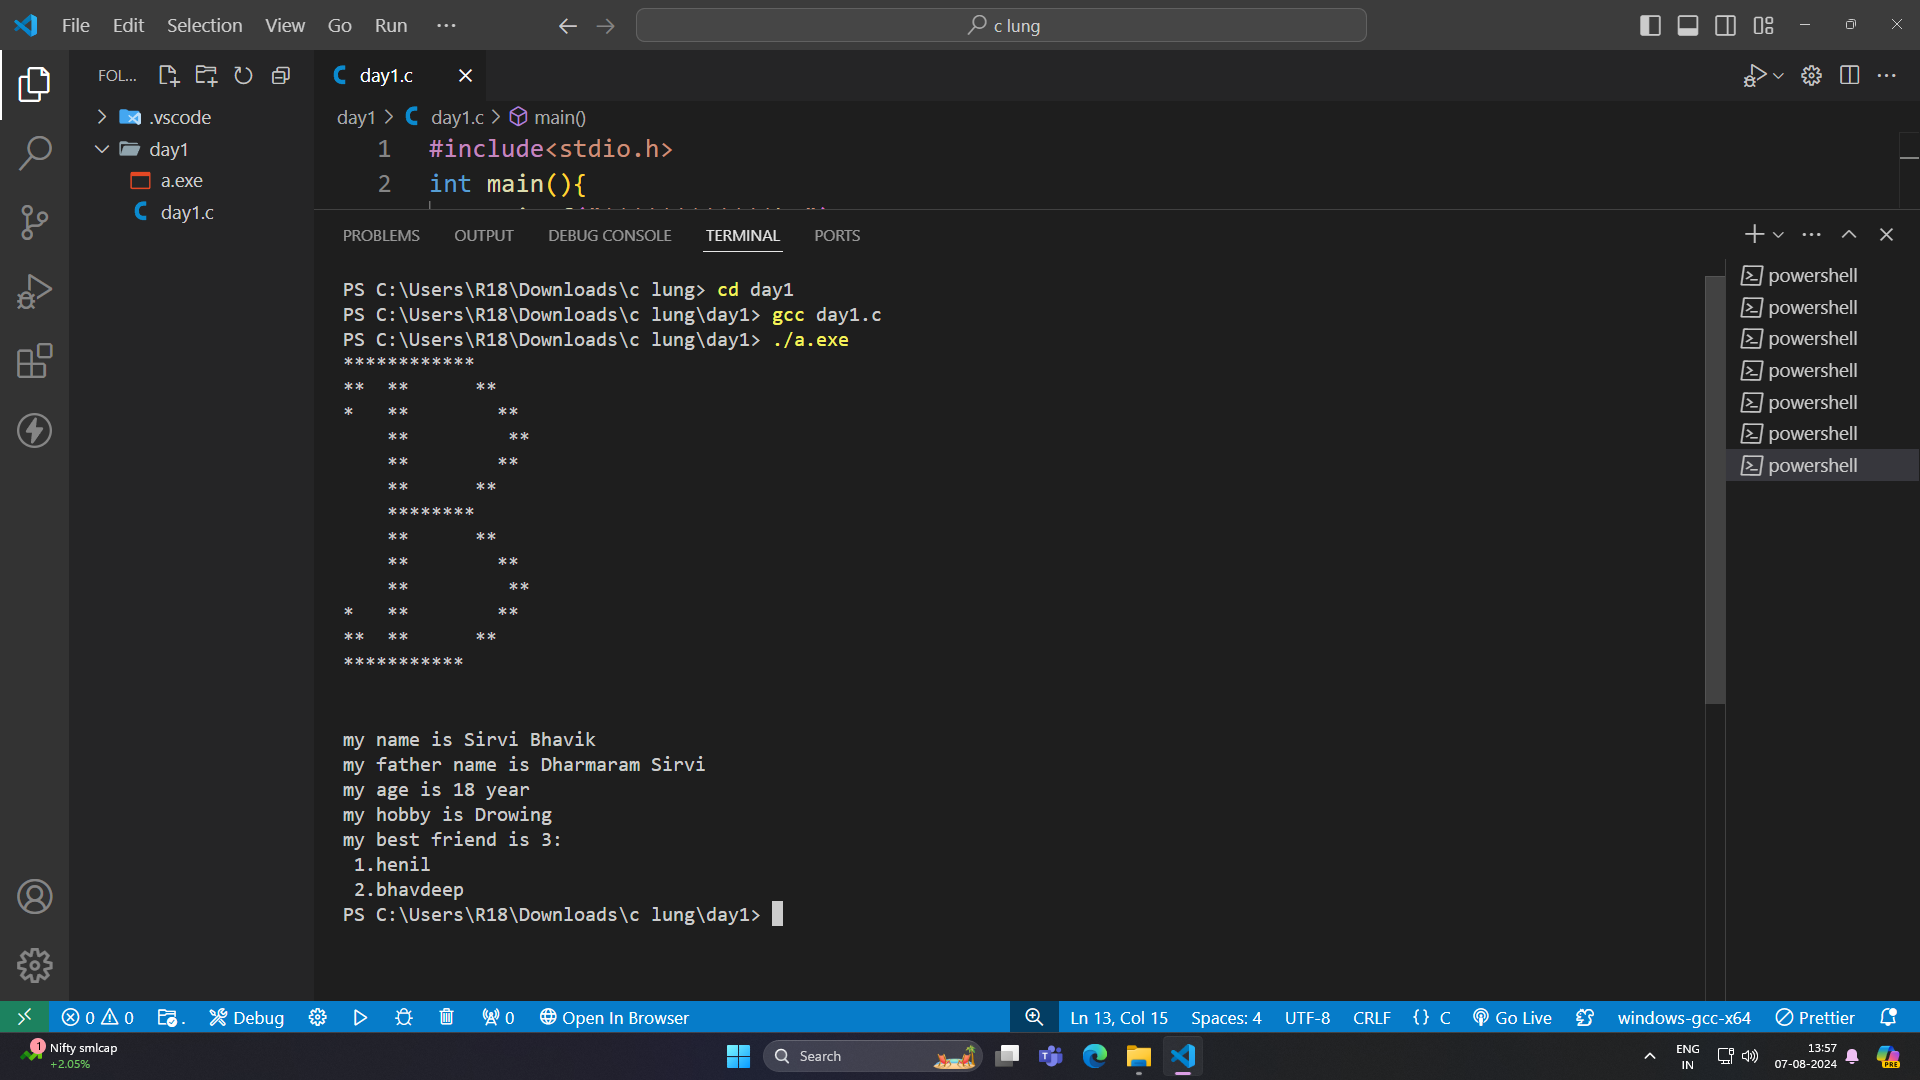 File Edit Selection View Go Run ··· c lung
FOL... day1.c
.vscode
day1
a.exe
day1.c
day1 > day1.c > main()
1 #include<stdio.h>
2 int main(){
PROBLEMS OUTPUT DEBUG CONSOLE TERMINAL PORTS
PS C:\Users\R18\Downloads\c lung> cd day1
PS C:\Users\R18\Downloads\c lung\day1> gcc day1.c
PS C:\Users\R18\Downloads\c lung\day1> ./a.exe
************
**  **      **
*   **        **
    **         **
    **        **
    **      **
    ********
    **      **
    **        **
    **         **
*   **        **
**  **      **
***********
my name is Sirvi Bhavik
my father name is Dharmaram Sirvi
my age is 18 year
my hobby is Drowing
my best friend is 3:
 1.henil
 2.bhavdeep
PS C:\Users\R18\Downloads\c lung\day1>
powershell
powershell
powershell
powershell
powershell
powershell
powershell
0 0 . Debug 0 Open In Browser Ln 13, Col 15 Spaces: 4 UTF-8 CRLF {} C Go Live windows-gcc-x64 Prettier
1 Nifty smlcap
+2.05%
Search
ENG
IN
13:57
07-08-2024
PRE